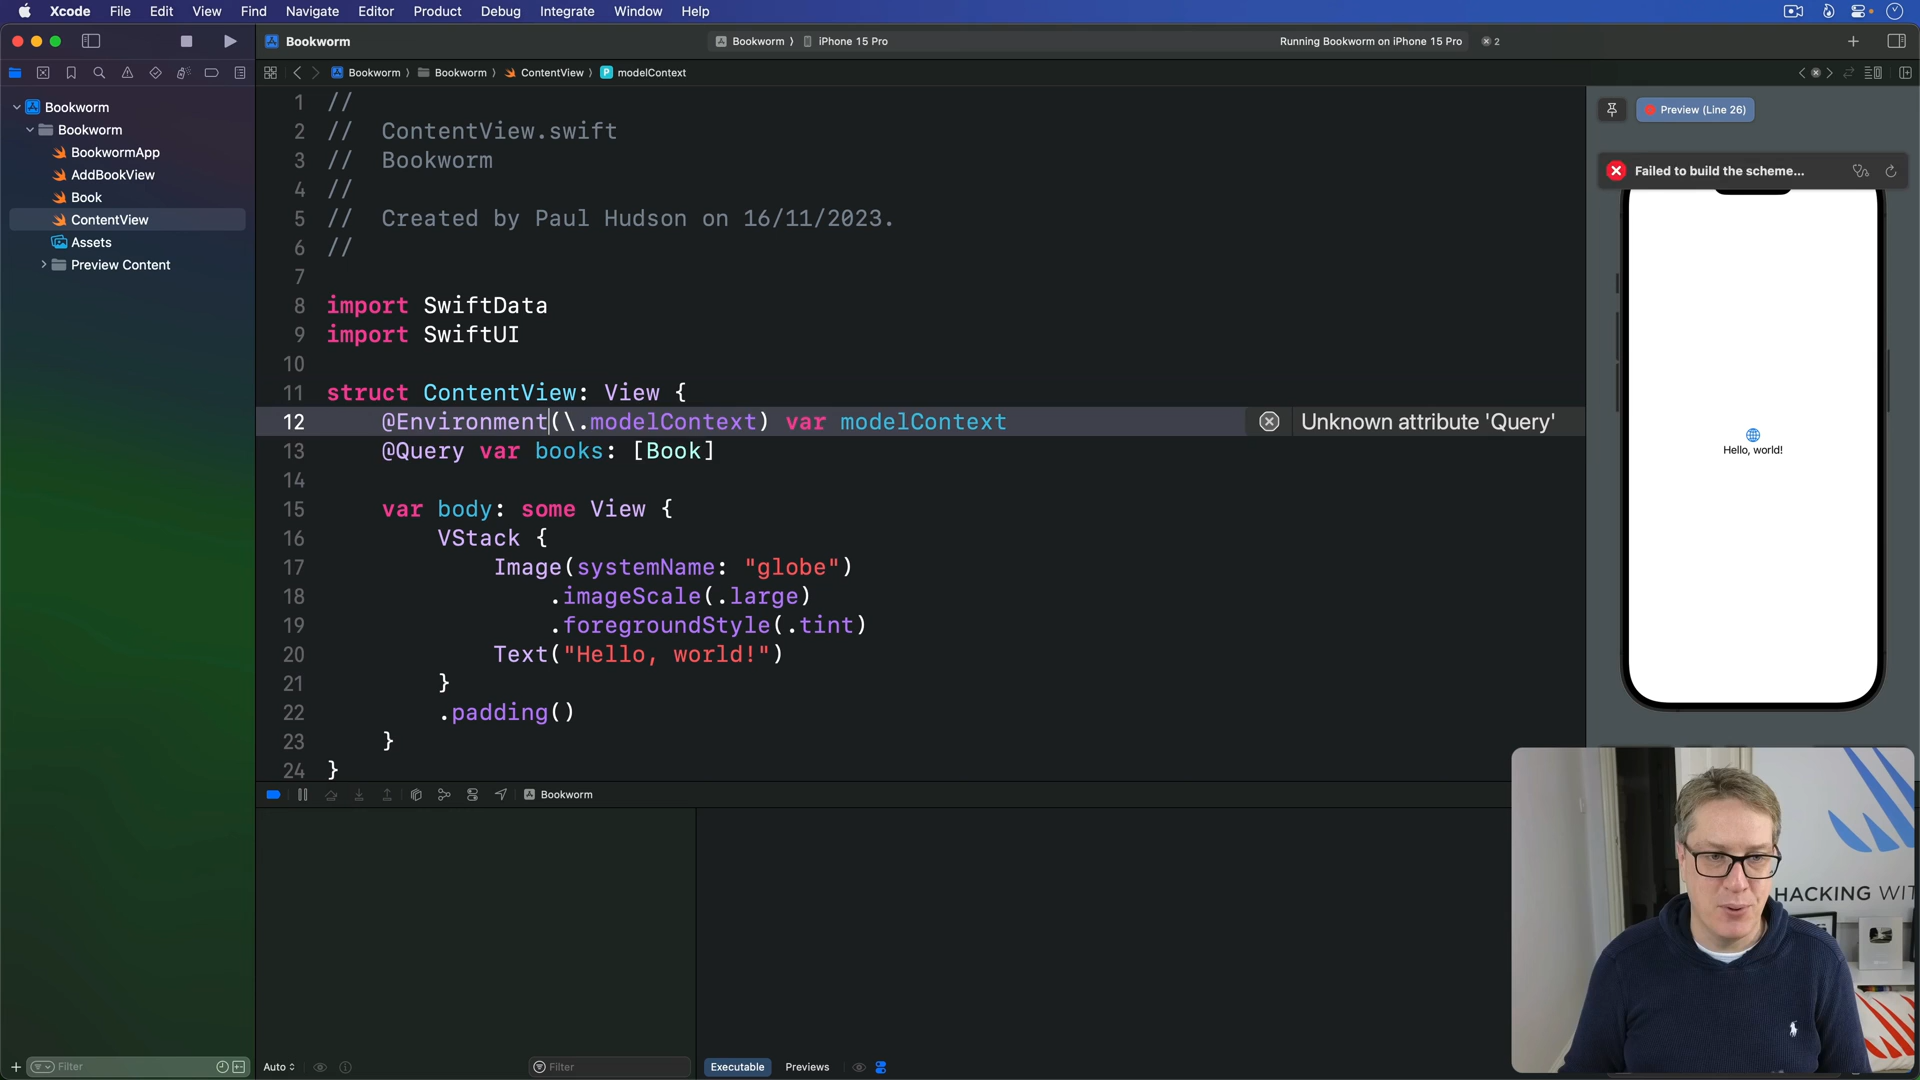 Xcode File Edit View Find Navigate Editor Product Debug Integrate Window Help
Bookworm
Bookworm 〉 iPhone 15 Pro
Running Bookworm on iPhone 15 Pro
2
Bookworm 〉 Bookworm 〉 ContentView 〉 P modelContext
Bookworm
Bookworm
BookwormApp
AddBookView
Book
ContentView
Assets
Preview Content
1 //
2 //  ContentView.swift
3 //  Bookworm
4 //
5 //  Created by Paul Hudson on 16/11/2023.
6 //
7
8 import SwiftData
9 import SwiftUI
10
11 struct ContentView: View {
12     @Environment(\.modelContext) var modelContext
Unknown attribute 'Query'
13     @Query var books: [Book]
14
15     var body: some View {
16         VStack {
17             Image(systemName: "globe")
18                 .imageScale(.large)
19                 .foregroundStyle(.tint)
20             Text("Hello, world!")
21         }
22         .padding()
23     }
24 }
Preview (Line 26)
Failed to build the scheme...
Hello, world!
Bookworm
HACKING WIT
Filter
Auto
Filter
Executable Previews